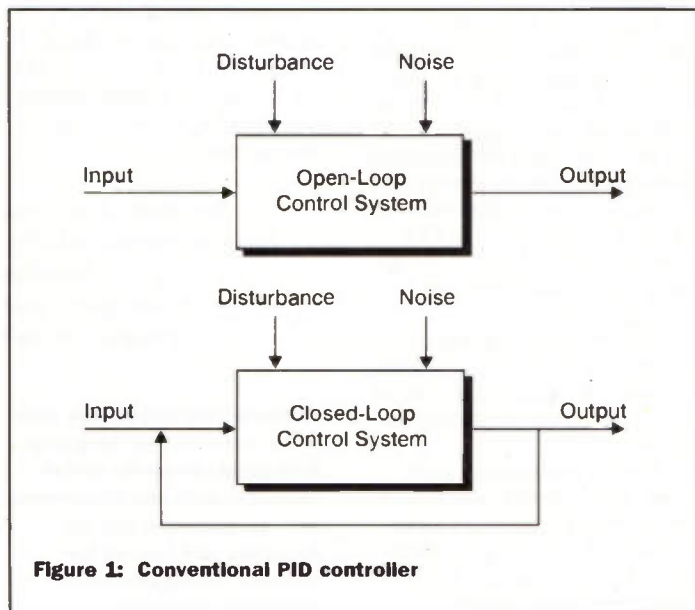 Disturbance Noise
Input Open-Loop Output
Control System
Disturbance Noise
Input Closed-Loop Output
Control System
Figure 1: Conventional PID controller